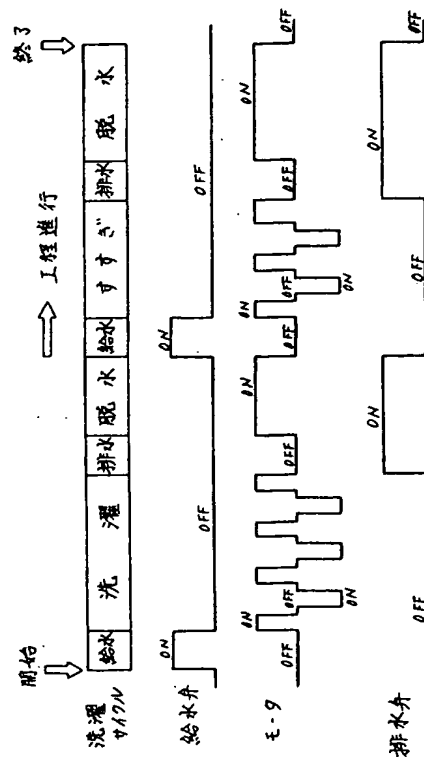 開始
工程進行
終了
洗濯サイクル
給水 洗濯 排水 脱水 給水 すすぎ 排水 脱水
給水弁
ON OFF ON OFF
モータ
OFF ON OFF ON OFF ON OFF ON OFF ON OFF ON OFF
排水弁
OFF ON OFF ON OFF